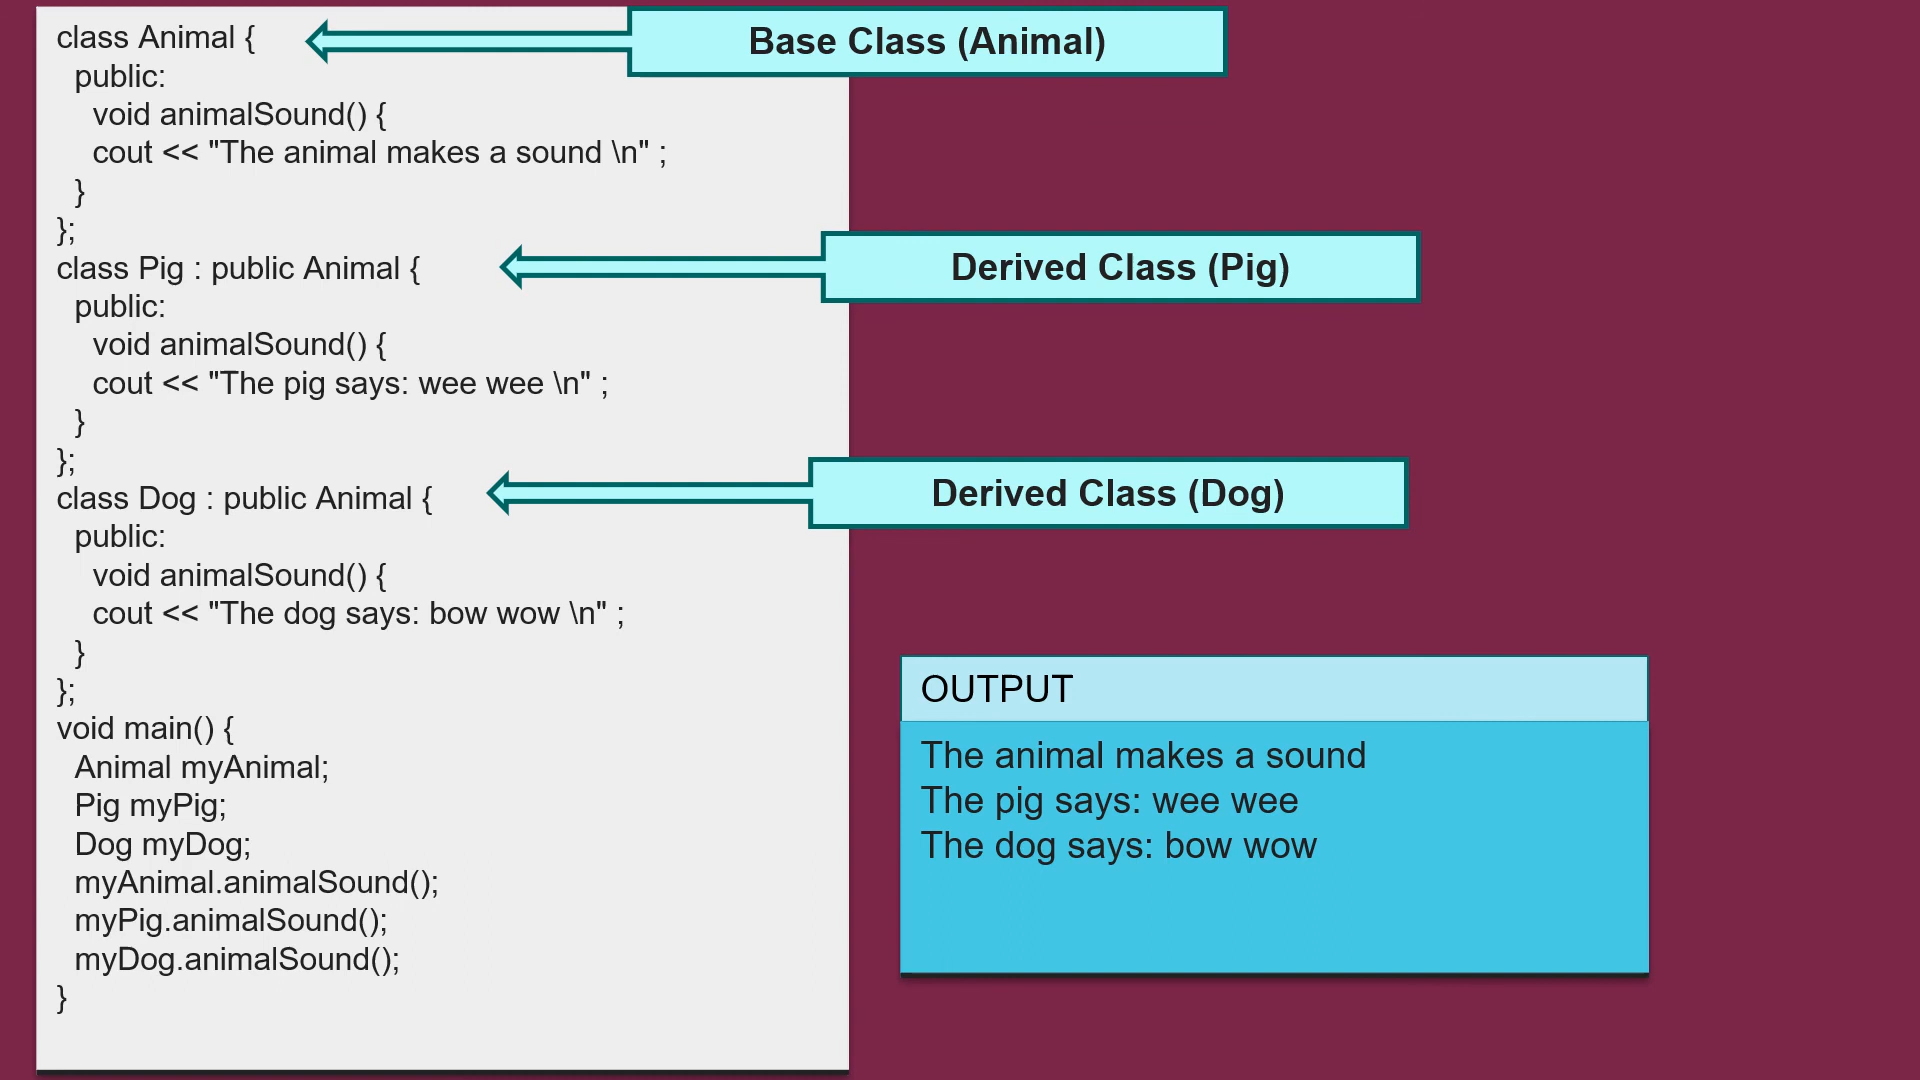 class Animal {
Base Class (Animal)
public:
void animalSound() {
cout << "The animal makes a sound \n" ;
}
};
class Pig : public Animal {
Derived Class (Pig)
public:
void animalSound() {
cout << "The pig says: wee wee \n" ;
}
};
class Dog : public Animal {
Derived Class (Dog)
public:
void animalSound() {
cout << "The dog says: bow wow \n" ;
}
};
void main() {
Animal myAnimal;
Pig myPig;
Dog myDog;
myAnimal.animalSound();
myPig.animalSound();
myDog.animalSound();
}
OUTPUT
The animal makes a sound
The pig says: wee wee
The dog says: bow wow